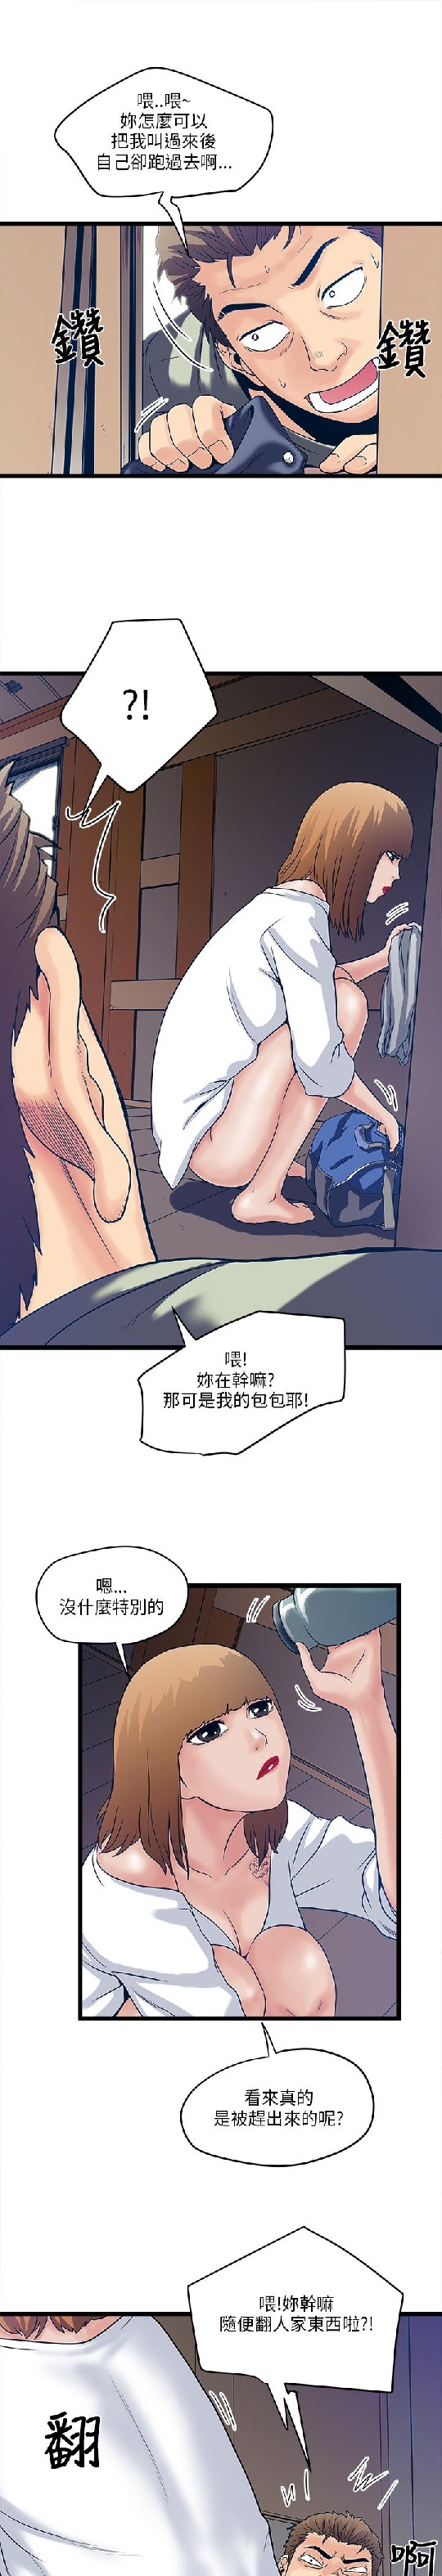 喂..喂~
妳怎麼可以
把我叫過來後
自己卻跑過去啊...
鑽
鑽
?!
喂!
妳在幹嘛?
那可是我的包包耶!
嗯...
沒什麼特別的
看來真的
是被趕出來的呢?
喂!妳幹嘛
隨便翻人家東西啦?!
翻
啊